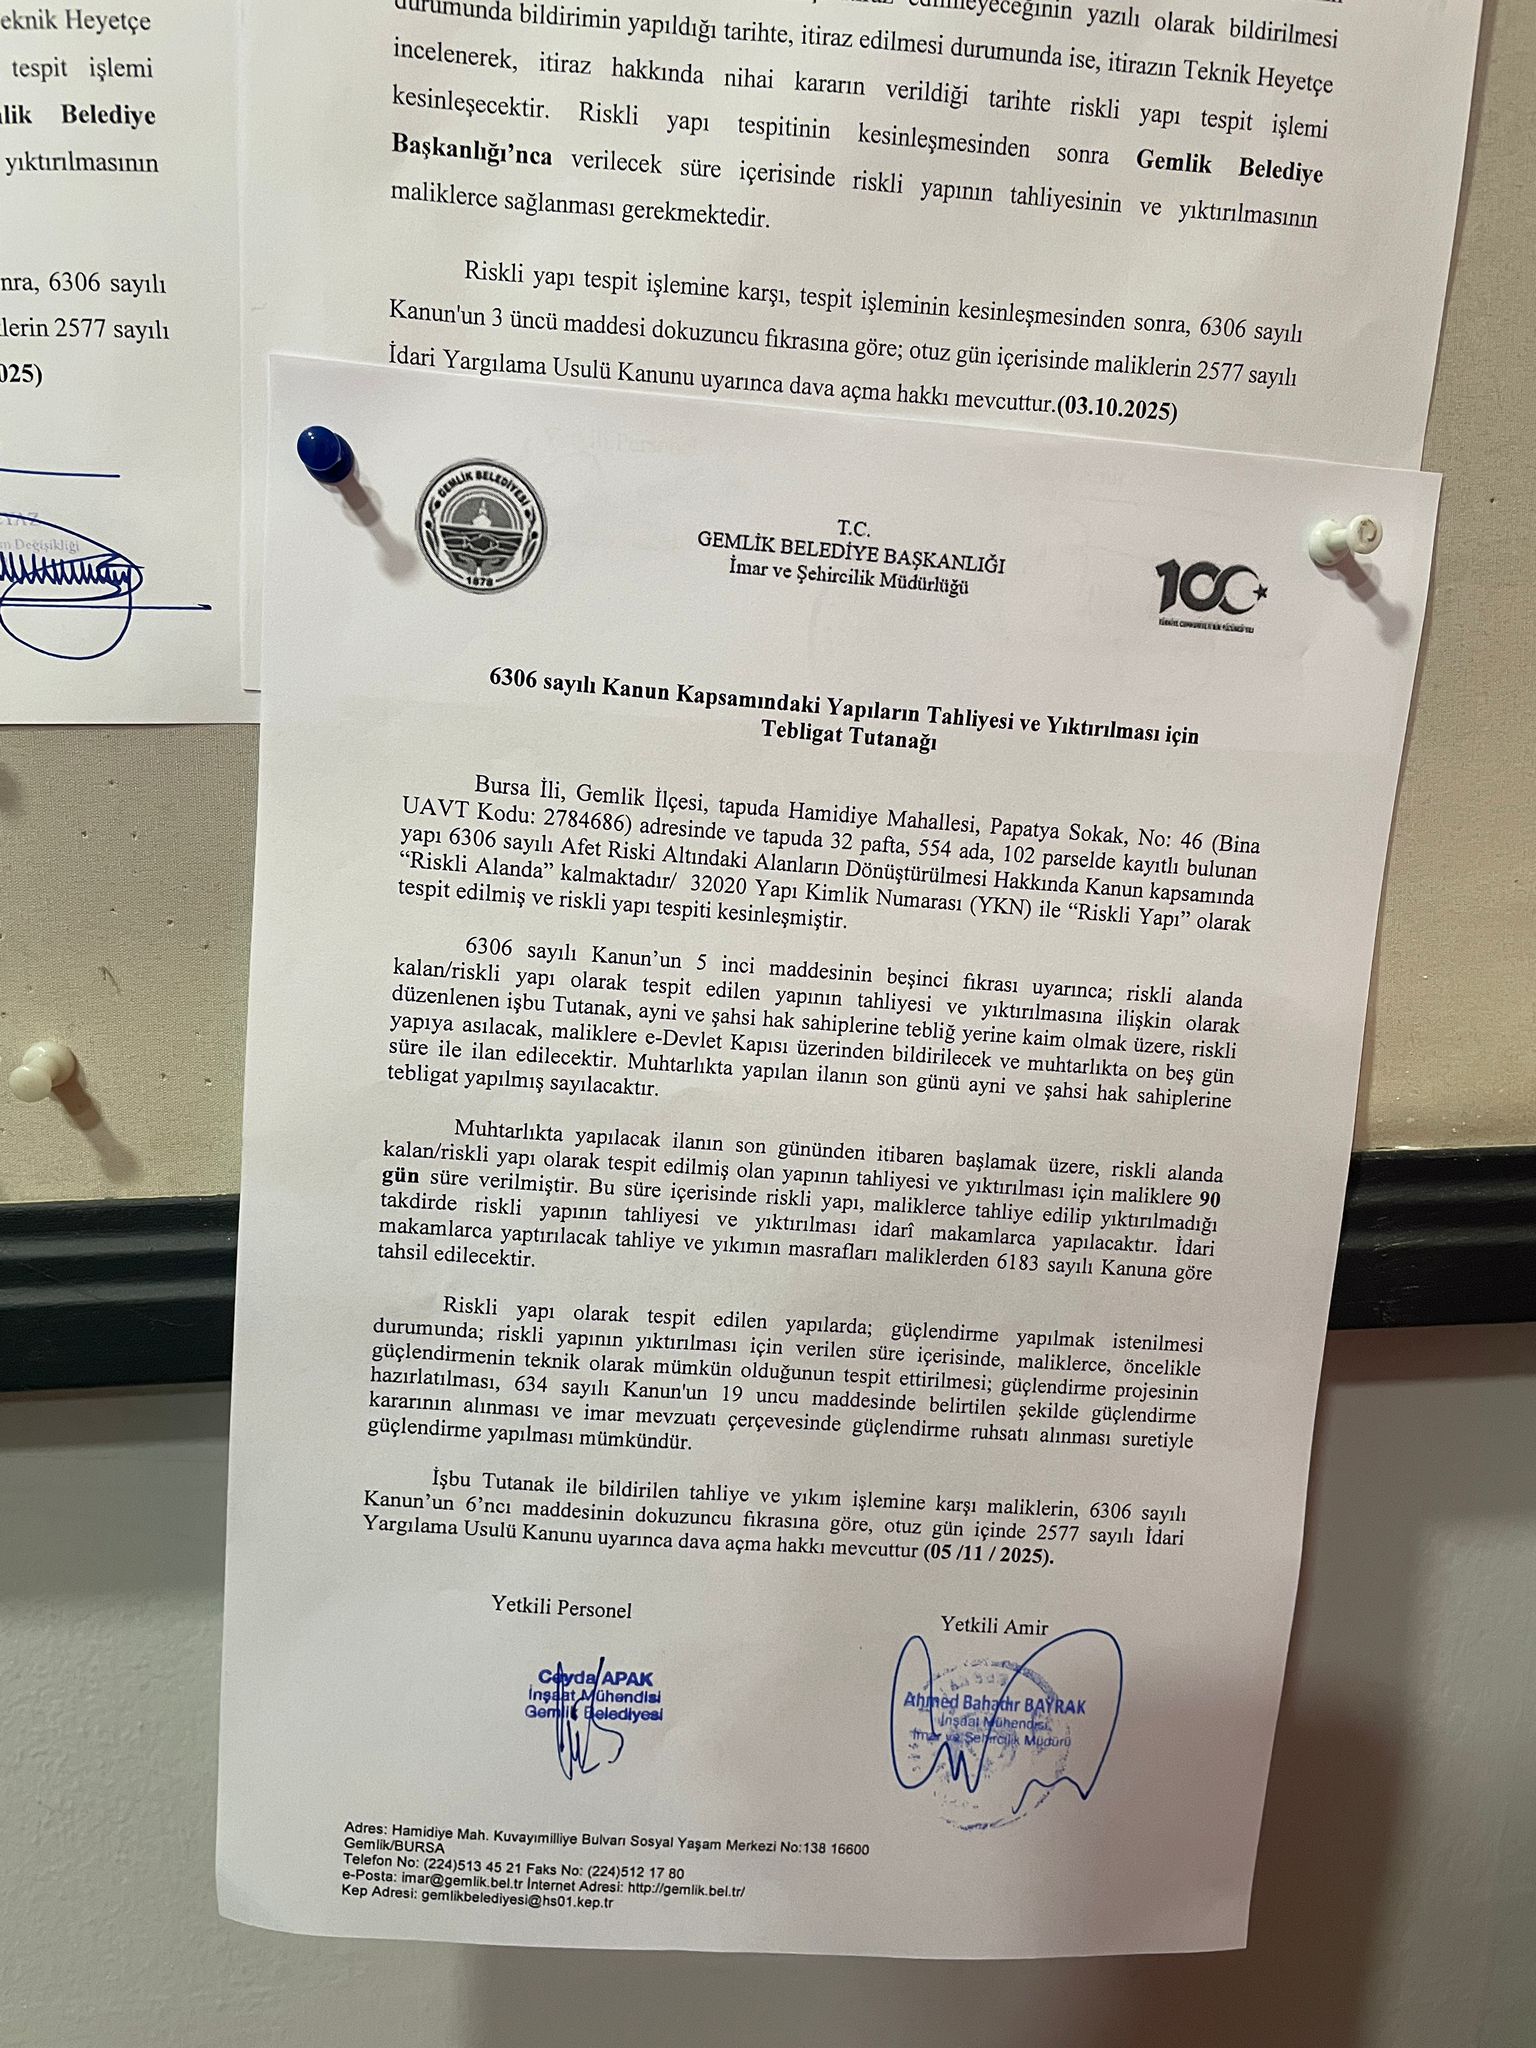 eknik Heyetçe
tespit işlemi
lik Belediye
yıktırılmasının
nra, 6306 sayılı
lerin 2577 sayılı
025)
n Değişikliği
yazılı olarak bildirilmesi
durumunda bildirimin yapıldığı tarihte, itiraz edilmesi durumunda ise, itirazın Teknik Heyetçe
incelenerek, itiraz hakkında nihai kararın verildiği tarihte riskli yapı tespit işlemi
kesinleşecektir. Riskli yapı tespitinin kesinleşmesinden sonra Gemlik Belediye
Başkanlığı’nca verilecek süre içerisinde riskli yapının tahliyesinin ve yıktırılmasının
maliklerce sağlanması gerekmektedir.
Riskli yapı tespit işlemine karşı, tespit işleminin kesinleşmesinden sonra, 6306 sayılı
Kanun'un 3 üncü maddesi dokuzuncu fıkrasına göre; otuz gün içerisinde maliklerin 2577 sayılı
İdari Yargılama Usulü Kanunu uyarınca dava açma hakkı mevcuttur.(03.10.2025)
GEMLİK BELEDİYESİ
1878
T.C.
GEMLİK BELEDİYE BAŞKANLIĞI
İmar ve Şehircilik Müdürlüğü
100
TÜRKİYE CUMHURİYETİ'NİN YÜZÜNCÜ YILI
6306 sayılı Kanun Kapsamındaki Yapıların Tahliyesi ve Yıktırılması için
Tebligat Tutanağı
Bursa İli, Gemlik İlçesi, tapuda Hamidiye Mahallesi, Papatya Sokak, No: 46 (Bina
UAVT Kodu: 2784686) adresinde ve tapuda 32 pafta, 554 ada, 102 parselde kayıtlı bulunan
yapı 6306 sayılı Afet Riski Altındaki Alanların Dönüştürülmesi Hakkında Kanun kapsamında
“Riskli Alanda” kalmaktadır/ 32020 Yapı Kimlik Numarası (YKN) ile “Riskli Yapı” olarak
tespit edilmiş ve riskli yapı tespiti kesinleşmiştir.
6306 sayılı Kanun’un 5 inci maddesinin beşinci fıkrası uyarınca; riskli alanda
kalan/riskli yapı olarak tespit edilen yapının tahliyesi ve yıktırılmasına ilişkin olarak
düzenlenen işbu Tutanak, ayni ve şahsi hak sahiplerine tebliğ yerine kaim olmak üzere, riskli
yapıya asılacak, maliklere e-Devlet Kapısı üzerinden bildirilecek ve muhtarlıkta on beş gün
süre ile ilan edilecektir. Muhtarlıkta yapılan ilanın son günü ayni ve şahsi hak sahiplerine
tebligat yapılmış sayılacaktır.
Muhtarlıkta yapılacak ilanın son gününden itibaren başlamak üzere, riskli alanda
kalan/riskli yapı olarak tespit edilmiş olan yapının tahliyesi ve yıktırılması için maliklere 90
gün süre verilmiştir. Bu süre içerisinde riskli yapı, maliklerce tahliye edilip yıktırılmadığı
takdirde riskli yapının tahliyesi ve yıktırılması idarî makamlarca yapılacaktır. İdari
makamlarca yaptırılacak tahliye ve yıkımın masrafları maliklerden 6183 sayılı Kanuna göre
tahsil edilecektir.
Riskli yapı olarak tespit edilen yapılarda; güçlendirme yapılmak istenilmesi
durumunda; riskli yapının yıktırılması için verilen süre içerisinde, maliklerce, öncelikle
güçlendirmenin teknik olarak mümkün olduğunun tespit ettirilmesi; güçlendirme projesinin
hazırlatılması, 634 sayılı Kanun'un 19 uncu maddesinde belirtilen şekilde güçlendirme
kararının alınması ve imar mevzuatı çerçevesinde güçlendirme ruhsatı alınması suretiyle
güçlendirme yapılması mümkündür.
İşbu Tutanak ile bildirilen tahliye ve yıkım işlemine karşı maliklerin, 6306 sayılı
Kanun’un 6’ncı maddesinin dokuzuncu fıkrasına göre, otuz gün içinde 2577 sayılı İdari
Yargılama Usulü Kanunu uyarınca dava açma hakkı mevcuttur (05 /11 / 2025).
Yetkili Personel
Yetkili Amir
Ceyda APAK
İnşaat Mühendisi
Gemlik Belediyesi
Ahmed Bahadır BAYRAK
İnşaat Mühendisi
İmar ve Şehircilik Müdürü
Adres: Hamidiye Mah. Kuvayımilliye Bulvarı Sosyal Yaşam Merkezi No:138 16600
Gemlik/BURSA
Telefon No: (224)513 45 21 Faks No: (224)512 17 80
e-Posta: imar@gemlik.bel.tr İnternet Adresi: http://gemlik.bel.tr/
Kep Adresi: gemlikbelediyesi@hs01.kep.tr